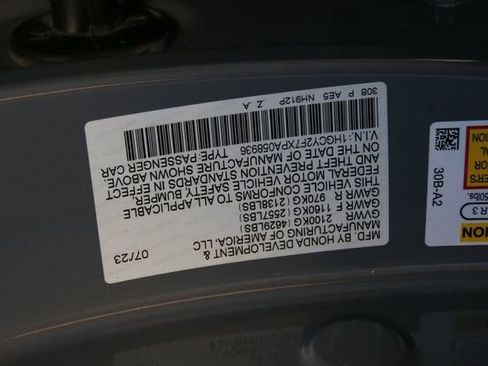 MFD. BY HONDA DEVELOPMENT &
MANUFACTURING OF AMERICA, LLC
07/23
GVWR 2100KG (4629LBS)
GAWR F 1160KG (2557LBS)
GAWR R 970KG (2138LBS)
THIS VEHICLE CONFORMS TO ALL APPLICABLE
FEDERAL MOTOR VEHICLE SAFETY BUMPER,
AND THEFT PREVENTION STANDARDS IN EFFECT
ON THE DATE OF MANUFACTURE SHOWN ABOVE.
V.I.N.:1HGCY2F7XPA068936 TYPE:PASSENGER CAR
30B P AE5 NH912P Z A
30B-A2
R 3